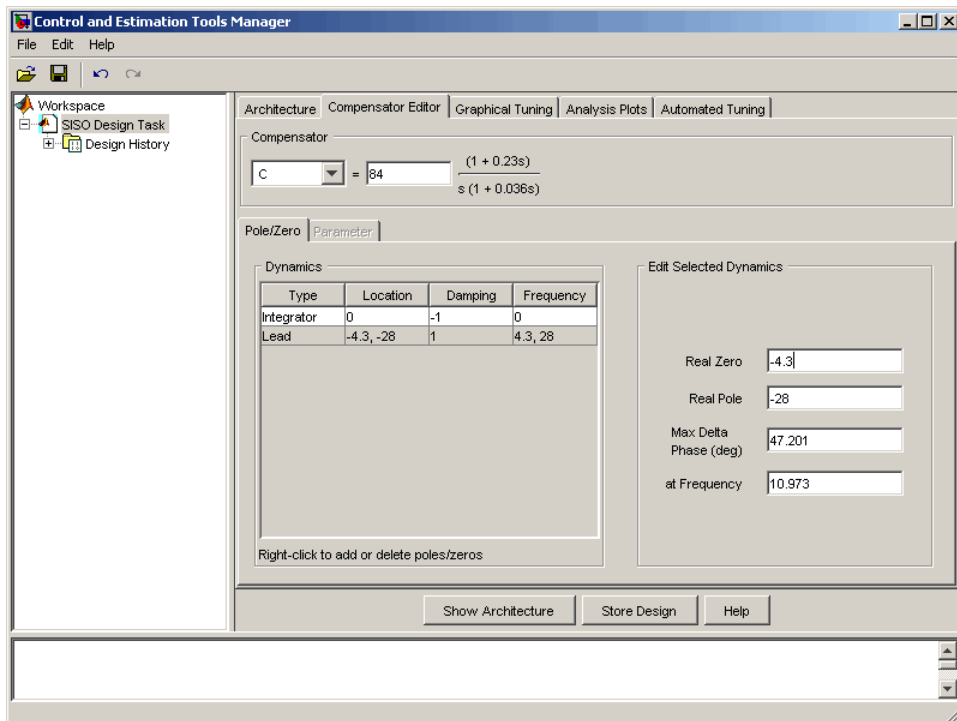 Control and Estimation Tools Manager
File Edit Help
Workspace
SISO Design Task
Design History
Architecture Compensator Editor Graphical Tuning Analysis Plots Automated Tuning
Compensator
C = 84 (1 + 0.23s)
s (1 + 0.036s)
Pole/Zero Parameter
Dynamics
Type Location Damping Frequency
Integrator 0 -1 0
Lead -4.3, -28 1 4.3, 28
Right-click to add or delete poles/zeros
Edit Selected Dynamics
Real Zero -4.3
Real Pole -28
Max Delta
Phase (deg) 47.201
at Frequency 10.973
Show Architecture Store Design Help